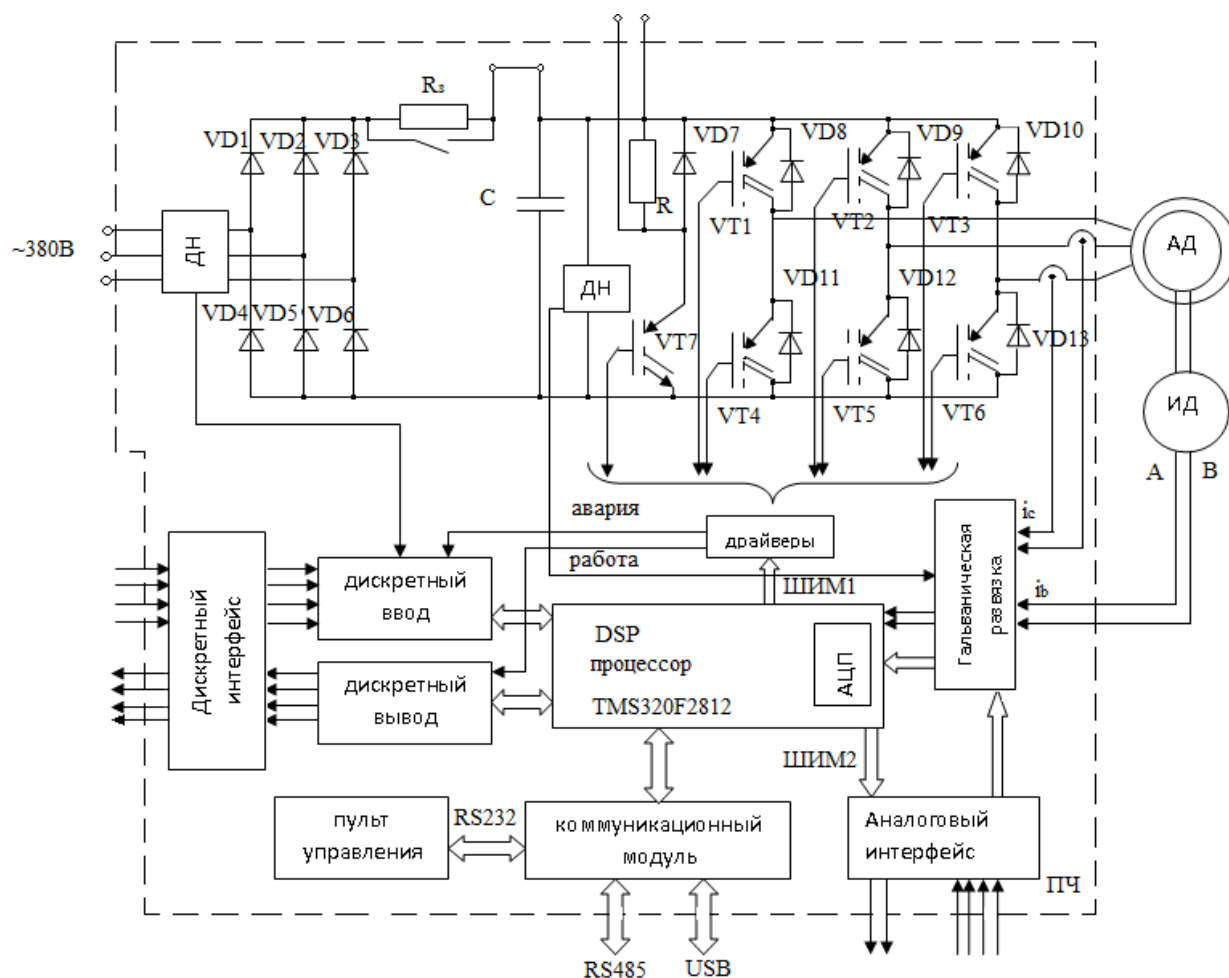 Rз
VD1
VD2
VD3
VD7
VD8
VD9
VD10
C
R
VT1
VT2
VT3
~380В
ДН
АД
ДН
VD11
VD12
VD4
VD5
VD6
VT7
VD13
VT4
VT5
VT6
ИД
A
B
авария
драйверы
ic
работа
ШИМ1
ib
Гальваническая
развязка
Дискретный
интерфейс
дискретный
ввод
DSP
процессор
TMS320F2812
АЦП
дискретный
вывод
ШИМ2
пульт
управления
RS232
коммуникационный
модуль
Аналоговый
интерфейс
ПЧ
RS485
USB